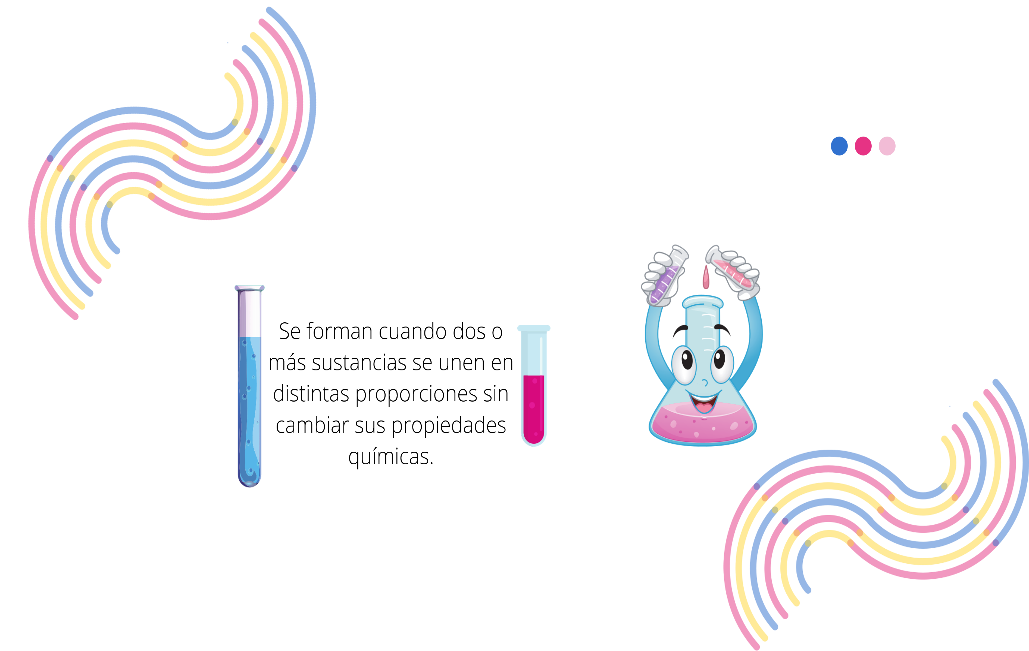 Se forman cuando dos o
más sustancias se unen en
distintas proporciones sin
cambiar sus propiedades
químicas.